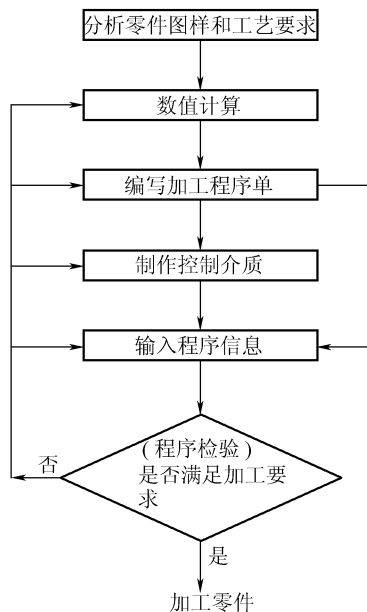 分析零件图样和工艺要求
数值计算
编写加工程序单
制作控制介质
输入程序信息
(程序检验)
是否满足加工要
求
否
是
加工零件